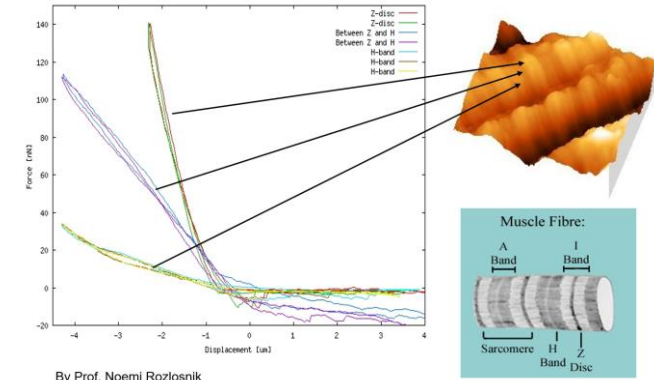 140
120
100
80
60
40
20
0
-20
Force [nN]
-4 -3 -2 -1 0 1 2 3 4
Displacement [um]
Z-disc
Z-disc
Between Z and H
Between Z and H
H-band
H-band
H-band
Muscle Fibre:
A
Band
I
Band
Sarcomere
H
Band
Z
Disc
By Prof. Noemi Rozlosnik